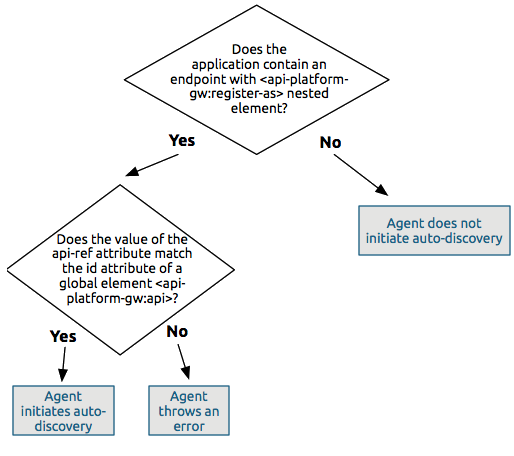 Does the
application contain an
endpoint with <api-platform-
gw:register-as> nested
element?
Yes
No
Agent does not
initiate auto-discovery
Does the value of the
api-ref attribute match
the id attribute of a
global element <api-
platform-gw:api>?
Yes
No
Agent
initiates auto-
discovery
Agent
throws an
error